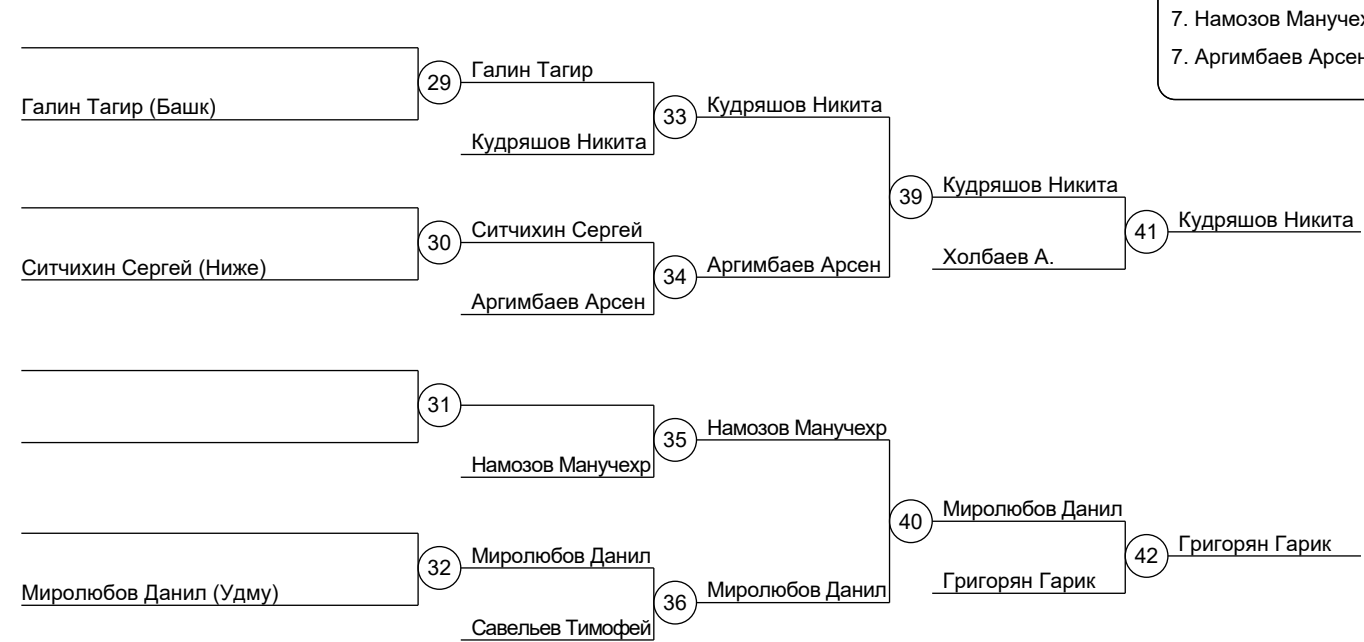 7. Намозов Манучех
7. Аргимбаев Арсен
Галин Тагир (Башк)
29
Галин Тагир
Кудряшов Никита
33
Кудряшов Никита
Ситчихин Сергей (Ниже)
30
Ситчихин Сергей
Аргимбаев Арсен
34
Аргимбаев Арсен
39
Кудряшов Никита
Холбаев А.
41
Кудряшов Никита
31
Намозов Манучехр
35
Намозов Манучехр
Миролюбов Данил (Удму)
32
Миролюбов Данил
Савельев Тимофей
36
Миролюбов Данил
40
Миролюбов Данил
Григорян Гарик
42
Григорян Гарик